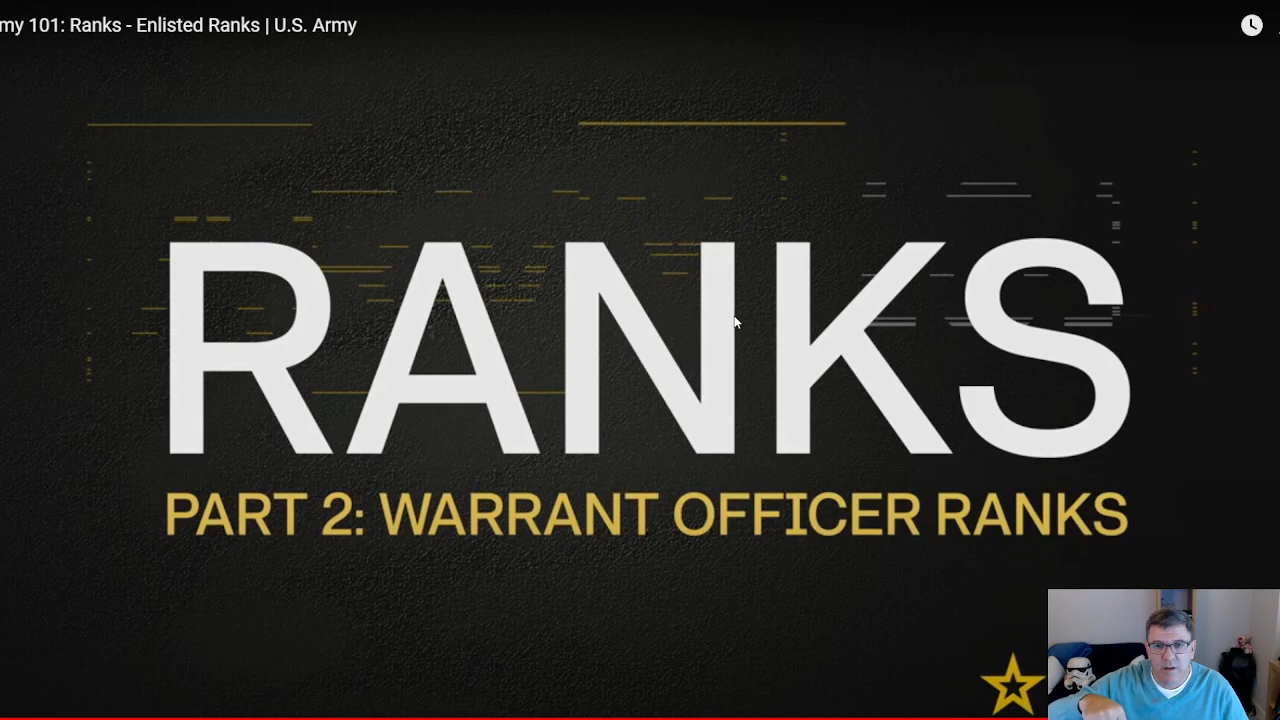 my 101: Ranks - Enlisted Ranks | U.S. Army
RANKS
PART 2: WARRANT OFFICER RANKS